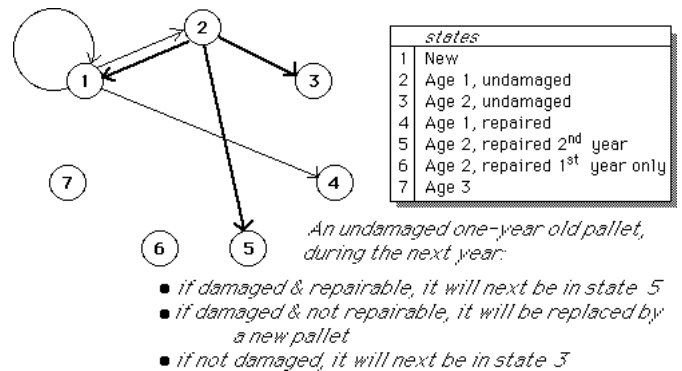 2
1
3
7
4
6
5
states
1 New
2 Age 1, undamaged
3 Age 2, undamaged
4 Age 1, repaired
5 Age 2, repaired 2nd year
6 Age 2, repaired 1st year only
7 Age 3
An undamaged one-year old pallet,
during the next year:
• if damaged & repairable, it will next be in state 5
• if damaged & not repairable, it will be replaced by
a new pallet
• if not damaged, it will next be in state 3